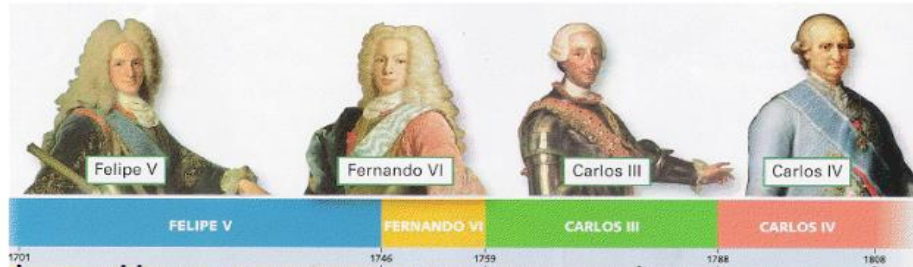 Felipe V
Fernando VI
Carlos III
Carlos IV
FELIPE V
FERNANDO VI
CARLOS III
CARLOS IV
1701
1746
1759
1788
1808